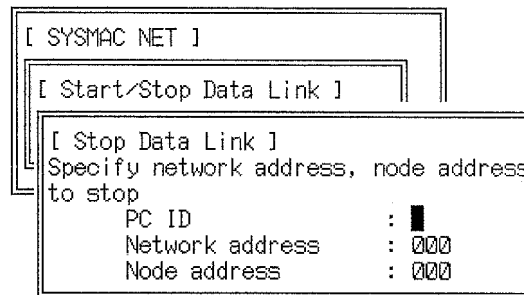 [ SYSMAC NET ]
[ Start/Stop Data Link ]
[ Stop Data Link ]
Specify network address, node address
to stop
PC ID : █
Network address : 000
Node address : 000